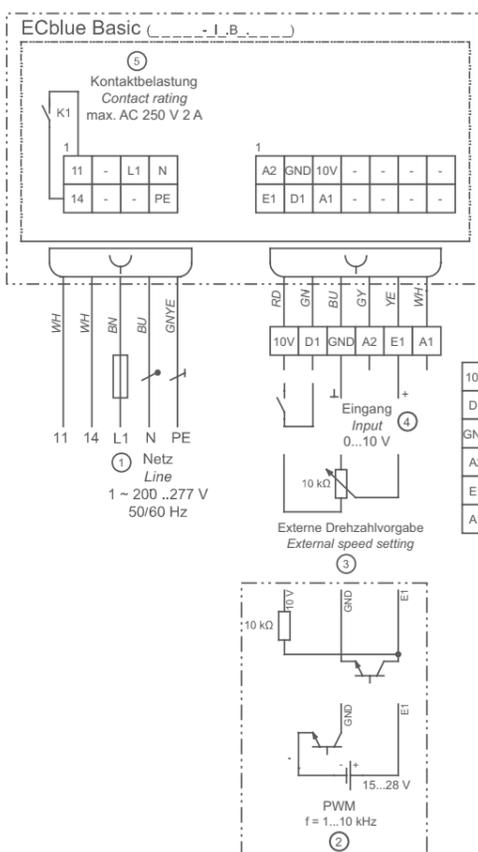 ECblue Basic (_ _ _ _ _ _- _ I _.B _._ _ _ _)
5
Kontaktbelastung
Contact rating
max. AC 250 V 2 A
K1
1
11 - L1 N
14 - - PE
1
A2 GND 10V - - - -
E1 D1 A1 - - - -
WH WH BN BU GNYE
RD GN BU GY YE WH
10V D1 GND A2 E1 A1
11 14 L1 N PE
1
Netz
Line
1 ~ 200 ..277 V
50/60 Hz
⊥ +
Eingang
Input
0...10 V
4
10 kΩ
Externe Drehzahlvorgabe
External speed setting
3
10 V GND E1
10 kΩ
GND E1
- +
15...28 V
PWM
f = 1...10 kHz
2
10
D
GN
A
E
A